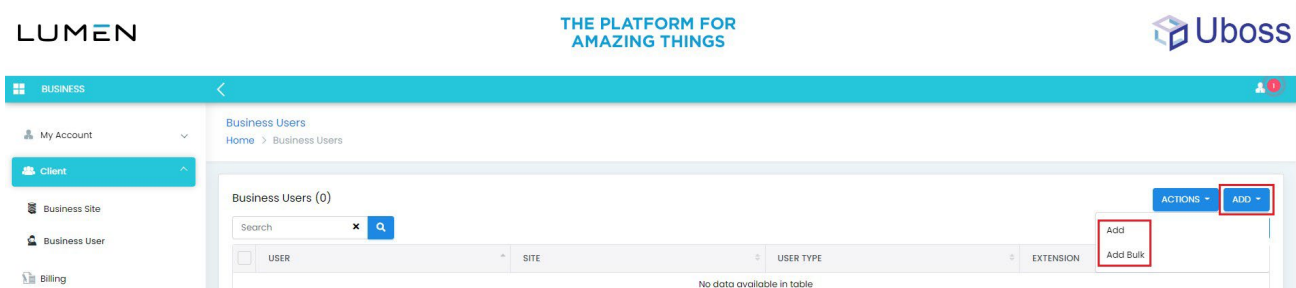 LUMEN
THE PLATFORM FOR
AMAZING THINGS
Uboss
BUSINESS
1
My Account
Business Users
Home > Business Users
Client
Business Site
Business User
Billing
Business Users (0)
ACTIONS
ADD
Search
Add
Add Bulk
USER
SITE
USER TYPE
EXTENSION
No data available in table